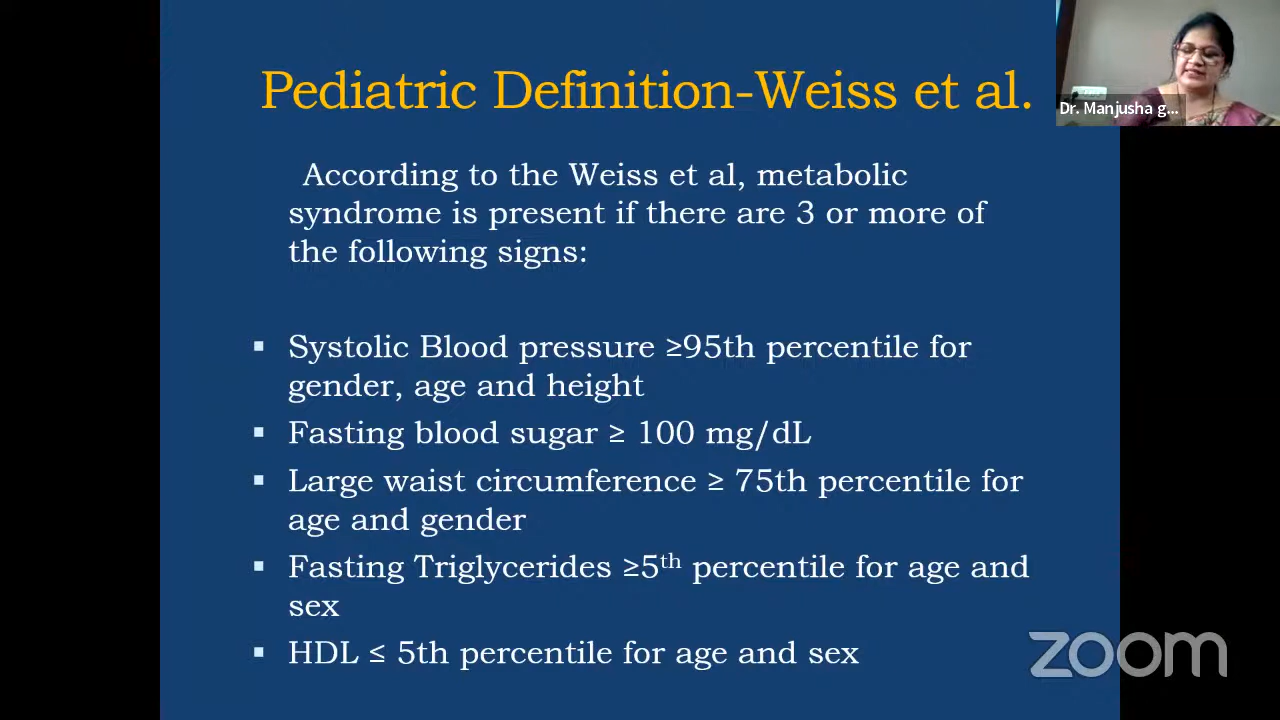 Pediatric Definition-Weiss et al.
Dr. Manjusha g...
According to the Weiss et al, metabolic
syndrome is present if there are 3 or more of
the following signs:
▪ Systolic Blood pressure ≥95th percentile for
gender, age and height
▪ Fasting blood sugar ≥ 100 mg/dL
▪ Large waist circumference ≥ 75th percentile for
age and gender
▪ Fasting Triglycerides ≥5th percentile for age and
sex
▪ HDL ≤ 5th percentile for age and sex
zoom